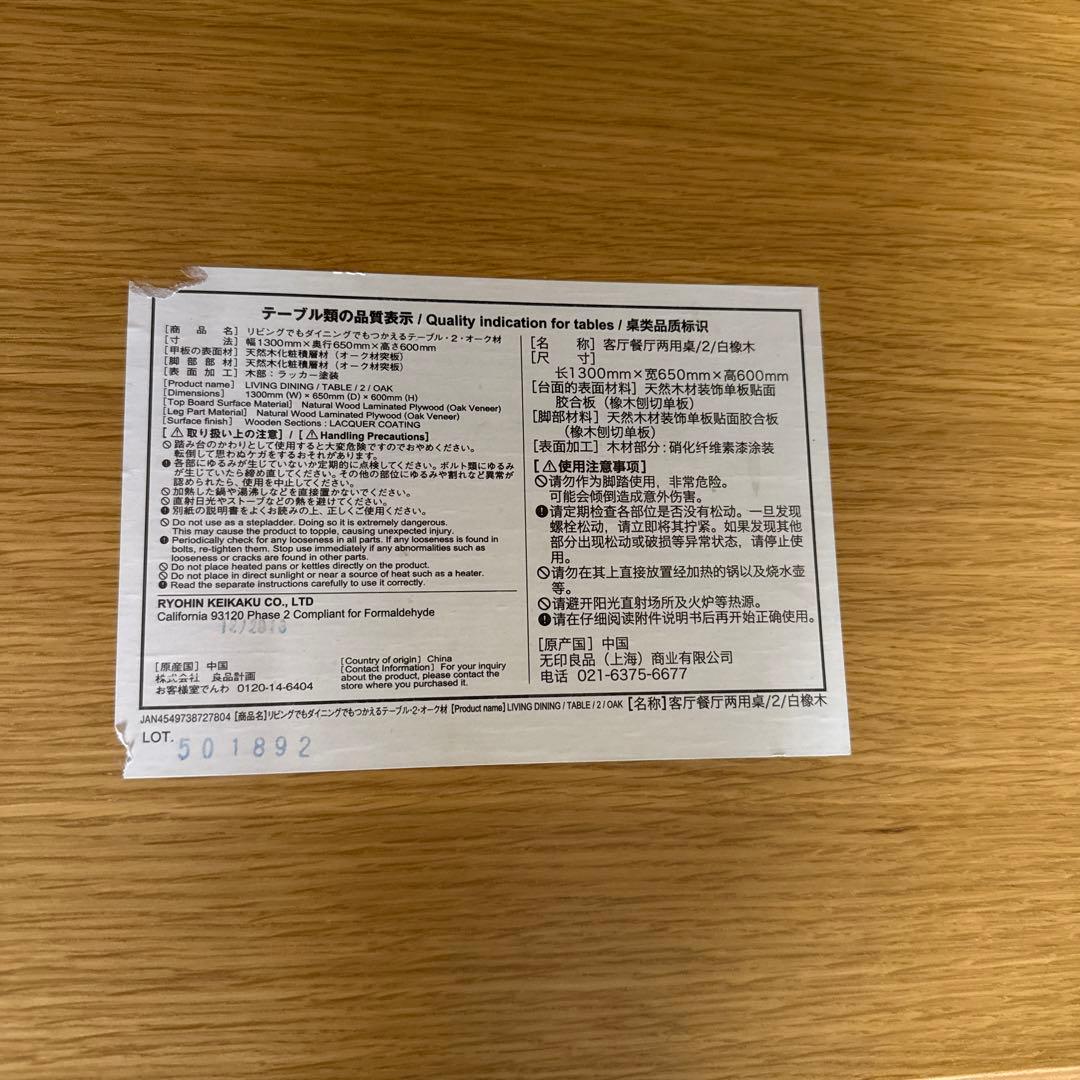 テーブル類の品質表示 / Quality indication for tables / 桌类品质标识
[商品名] リビングでもダイニングでもつかえるテーブル・2・オーク材
[寸法] 幅1300mm×奥行650mm×高さ600mm
[甲板の表面材] 天然木化粧積層材(オーク材突板)
[脚部部材] 天然木化粧積層材(オーク材突板)
[表面加工] 木部:ラッカー塗装
[Product name] LIVING DINING / TABLE / 2 / OAK
[Dimensions] 1300mm (W) × 650mm (D) × 600mm (H)
[Top Board Surface Material] Natural Wood Laminated Plywood (Oak Veneer)
[Leg Part Material] Natural Wood Laminated Plywood (Oak Veneer)
[Surface finish] Wooden Sections : LACQUER COATING
[⚠取り扱い上の注意] / [⚠Handling Precautions]
踏み台のかわりとして使用すると大変危険ですのでおやめください。
転倒して思わぬケガをするおそれがあります。
各部にゆるみが生じていないか定期的に点検してください。ボルト類にゆるみ
が生じていたら締め直してください。その他の部位にゆるみや割れなど異常が
認められたら、使用を中止してください。
加熱した鍋や湯沸しなどを直接置かないでください。
直射日光やストーブなどの熱を避けてください。
別紙の説明書をよくお読みの上、正しくご使用ください。
Do not use as a stepladder. Doing so it is extremely dangerous.
This may cause the product to topple, causing unexpected injury.
Periodically check for any looseness in all parts. If any looseness is found in
bolts, re-tighten them. Stop use immediately if any abnormalities such as
looseness or cracks are found in other parts.
Do not place heated pans or kettles directly on the product.
Do not place in direct sunlight or near a source of heat such as a heater.
Read the separate instructions carefully to use it correctly.
RYOHIN KEIKAKU CO., LTD
California 93120 Phase 2 Compliant for Formaldehyde
[原産国] 中国
株式会社 良品計画
お客様室でんわ 0120-14-6404
[Country of origin] China
[Contact Information] For your inquiry
about the product, please contact the
store where you purchased it.
[名称] 客厅餐厅两用桌/2/白橡木
[尺寸]
长1300mm×宽650mm×高600mm
[台面的表面材料] 天然木材装饰单板贴面
胶合板(橡木刨切单板)
[脚部材料] 天然木材装饰单板贴面胶合板
(橡木刨切单板)
[表面加工] 木材部分:硝化纤维素漆涂装
[⚠使用注意事项]
请勿作为脚踏使用,非常危险。
可能会倾倒造成意外伤害。
请定期检查各部位是否没有松动。一旦发现
螺栓松动,请立即将其拧紧。如果发现其他
部分出现松动或破损等异常状态,请停止使
用。
请勿在其上直接放置经加热的锅以及烧水壶
等。
请避开阳光直射场所及火炉等热源。
请在仔细阅读附件说明书后再开始正确使用。
[原产国] 中国
无印良品(上海)商业有限公司
电话 021-6375-6677
JAN4549738727804 [商品名]リビングでもダイニングでもつかえるテーブル・2・オーク材 [Product name] LIVING DINING / TABLE / 2 / OAK [名称]客厅餐厅两用桌/2/白橡木
LOT. 501892